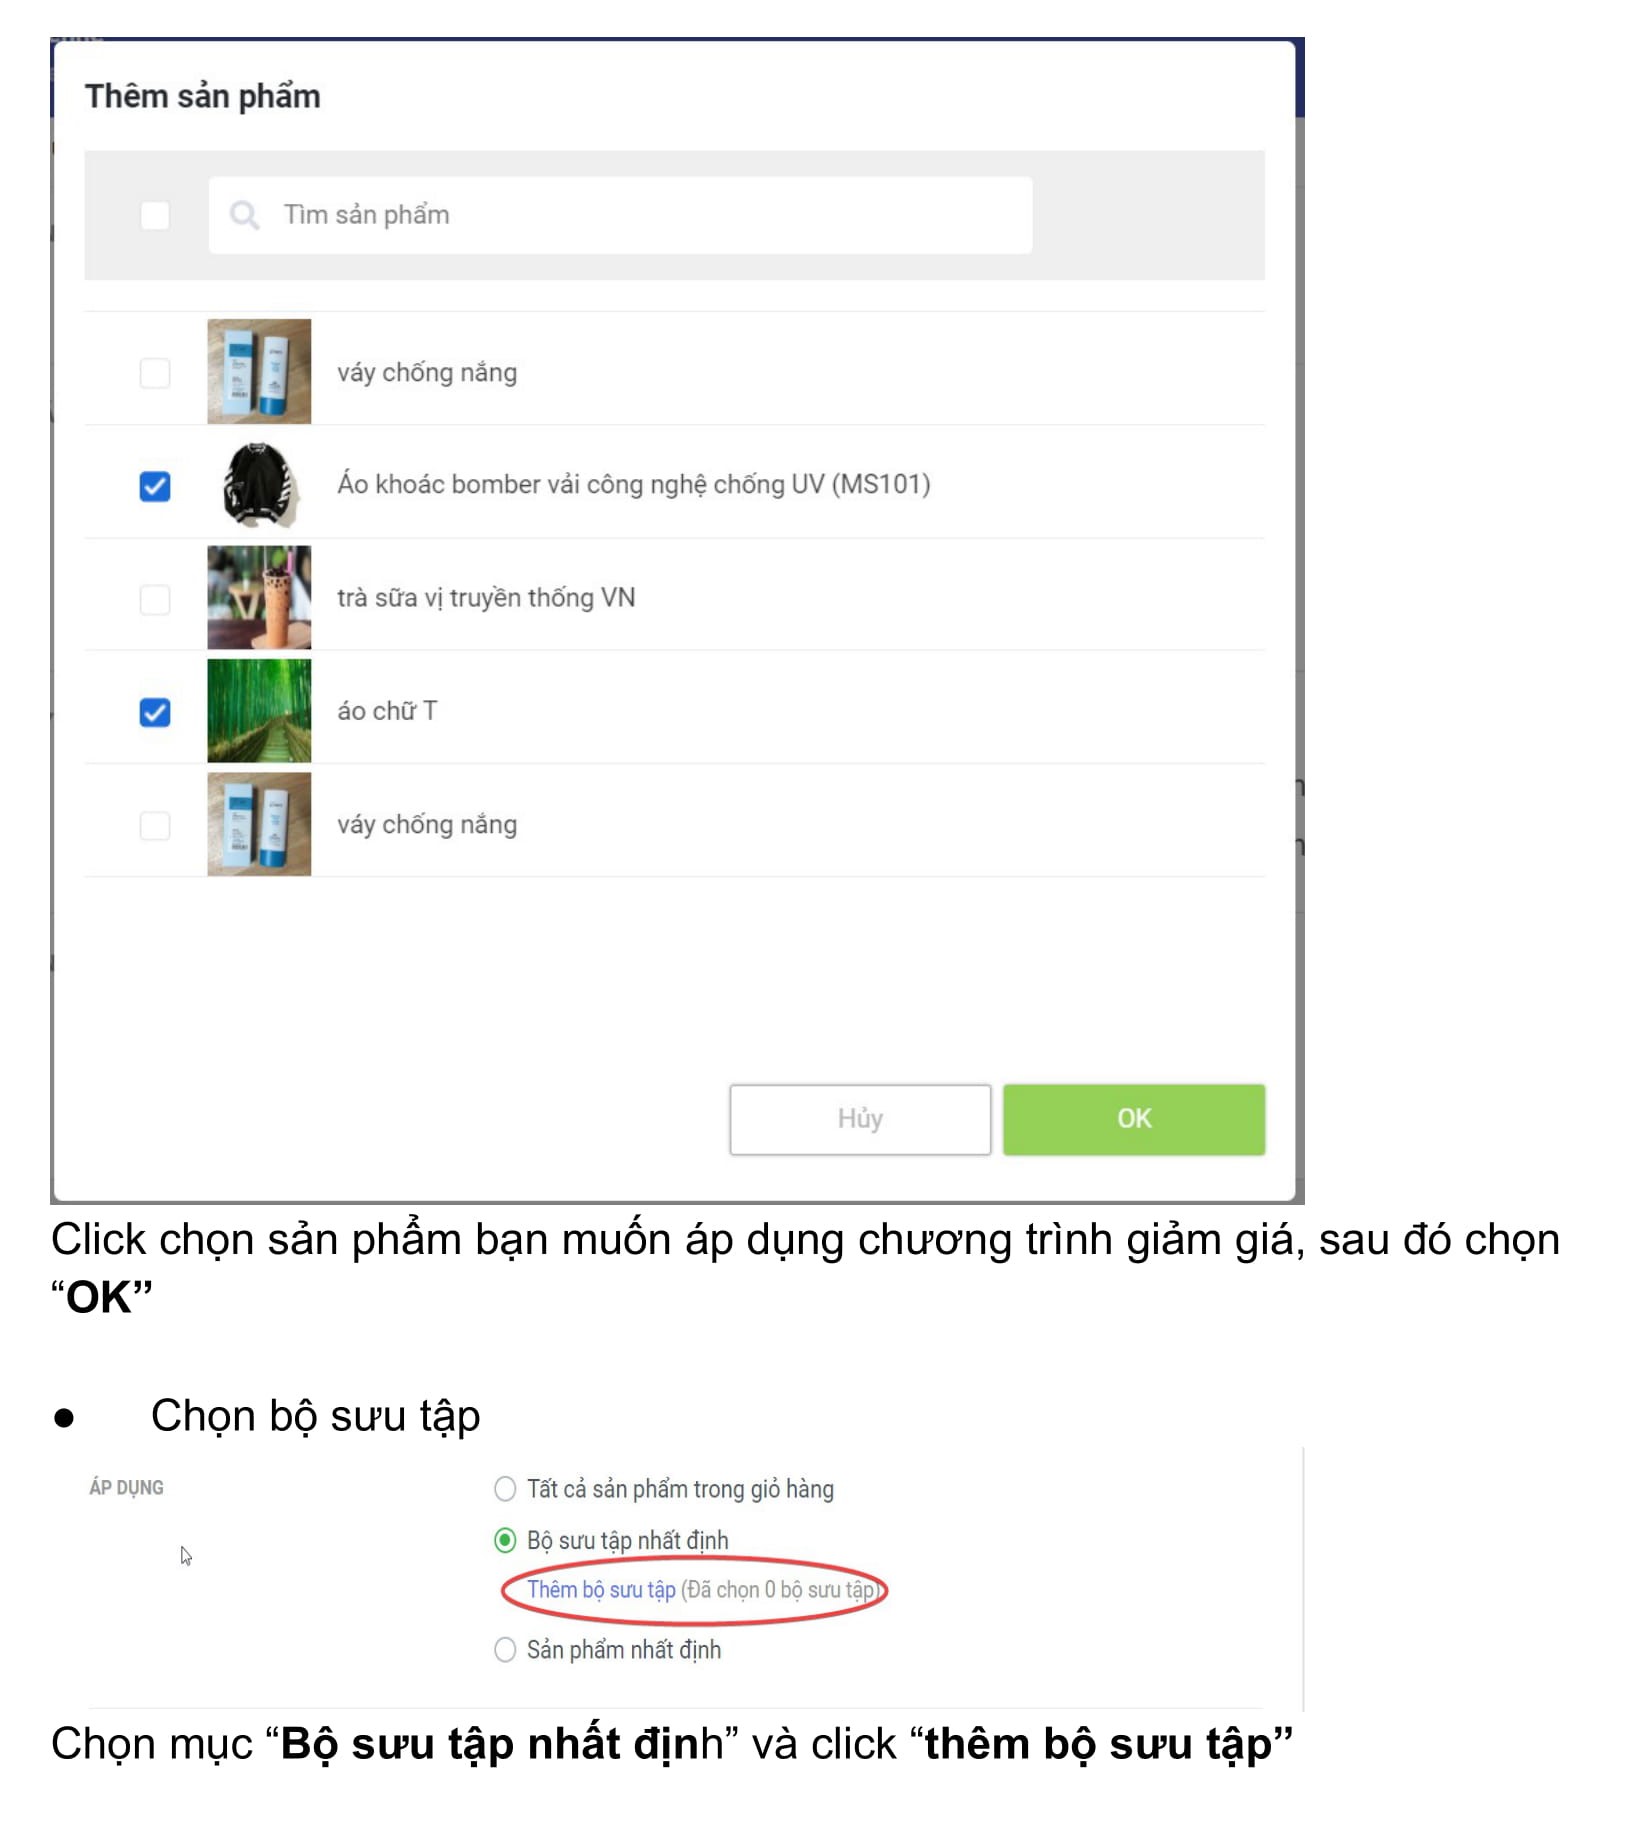 Thêm sản phẩm
Tìm sản phẩm
váy chống nắng
Áo khoác bomber vải công nghệ chống UV (MS101)
trà sữa vị truyền thống VN
áo chữ T
váy chống nắng
Hủy
OK
Click chọn sản phẩm bạn muốn áp dụng chương trình giảm giá, sau đó chọn
“OK”
● Chọn bộ sưu tập
ÁP DỤNG
Tất cả sản phẩm trong giỏ hàng
Bộ sưu tập nhất định
Thêm bộ sưu tập (Đã chọn 0 bộ sưu tập)
Sản phẩm nhất định
Chọn mục “Bộ sưu tập nhất định” và click “thêm bộ sưu tập”